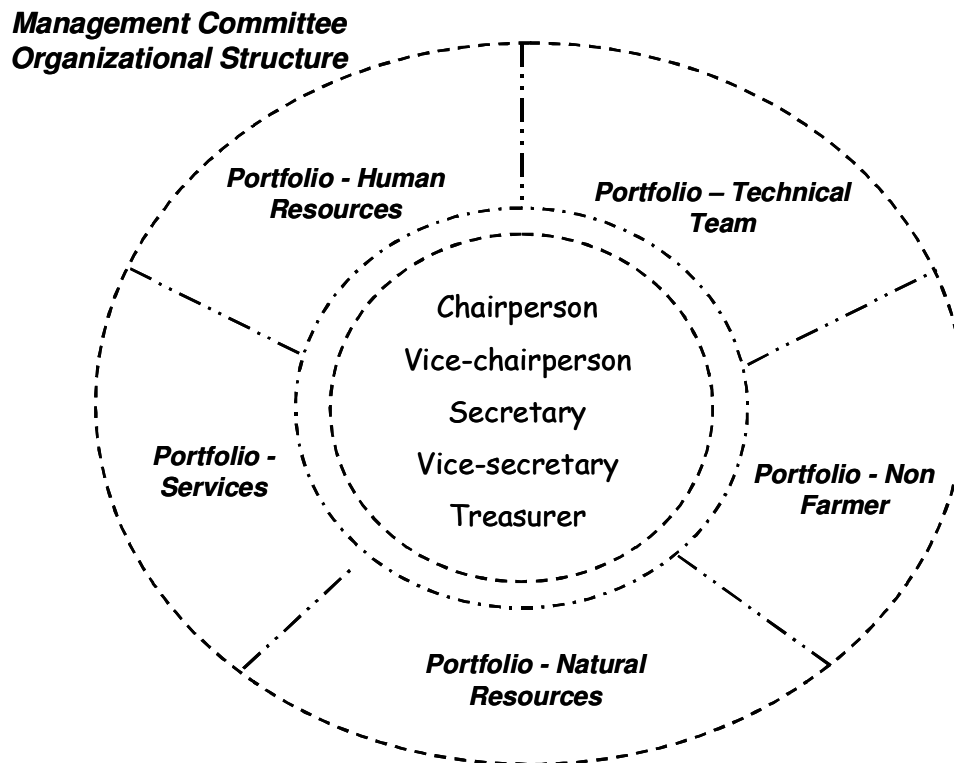 Management Committee
Organizational Structure
Portfolio - Human
Resources
Portfolio – Technical
Team
Chairperson
Vice-chairperson
Secretary
Vice-secretary
Treasurer
Portfolio -
Services
Portfolio - Non
Farmer
Portfolio - Natural
Resources